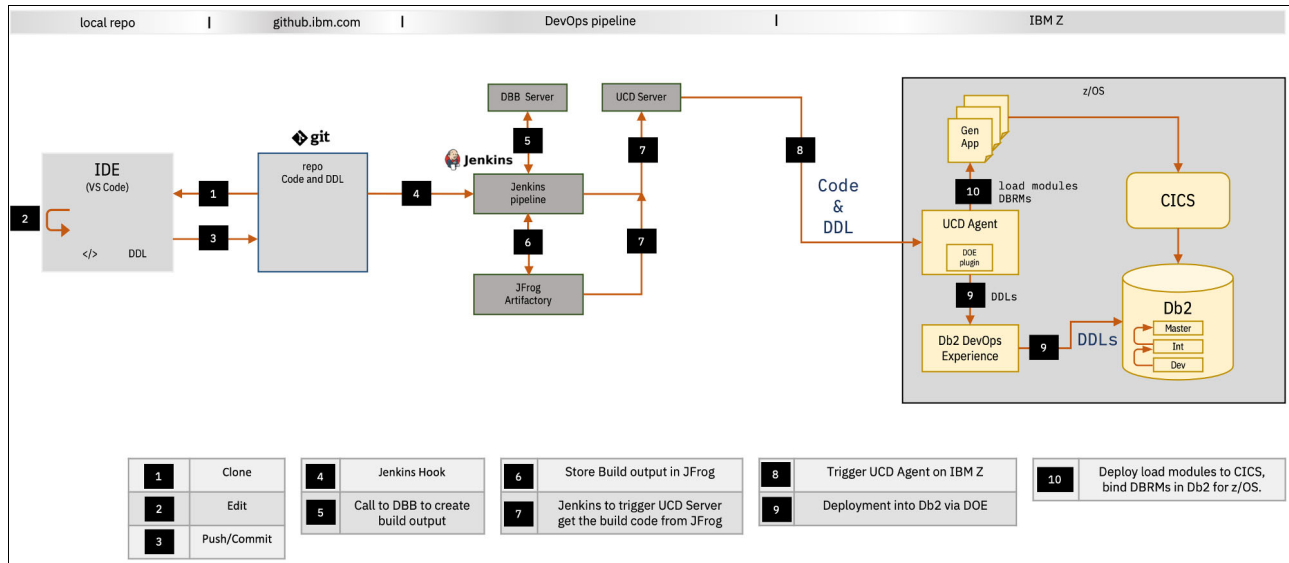 local repo | github.ibm.com | DevOps pipeline | IBM Z
z/OS
DBB Server
UCD Server
git
Jenkins
IDE
(VS Code)
</> DDL
repo
Code and DDL
Jenkins
pipeline
JFrog
Artifactory
1
2
3
4
5
6
7
7
8
Code
&
DDL
Gen
App
10
load modules
DBRMs
UCD Agent
DOE
plugin
9
DDLs
Db2 DevOps
Experience
9
DDLs
CICS
Db2
Master
Int
Dev
1 Clone
2 Edit
3 Push/Commit
4 Jenkins Hook
5 Call to DBB to create
build output
6 Store Build output in JFrog
7 Jenkins to trigger UCD Server
get the build code from JFrog
8 Trigger UCD Agent on IBM Z
9 Deployment into Db2 via DOE
10 Deploy load modules to CICS,
bind DBRMs in Db2 for z/OS.